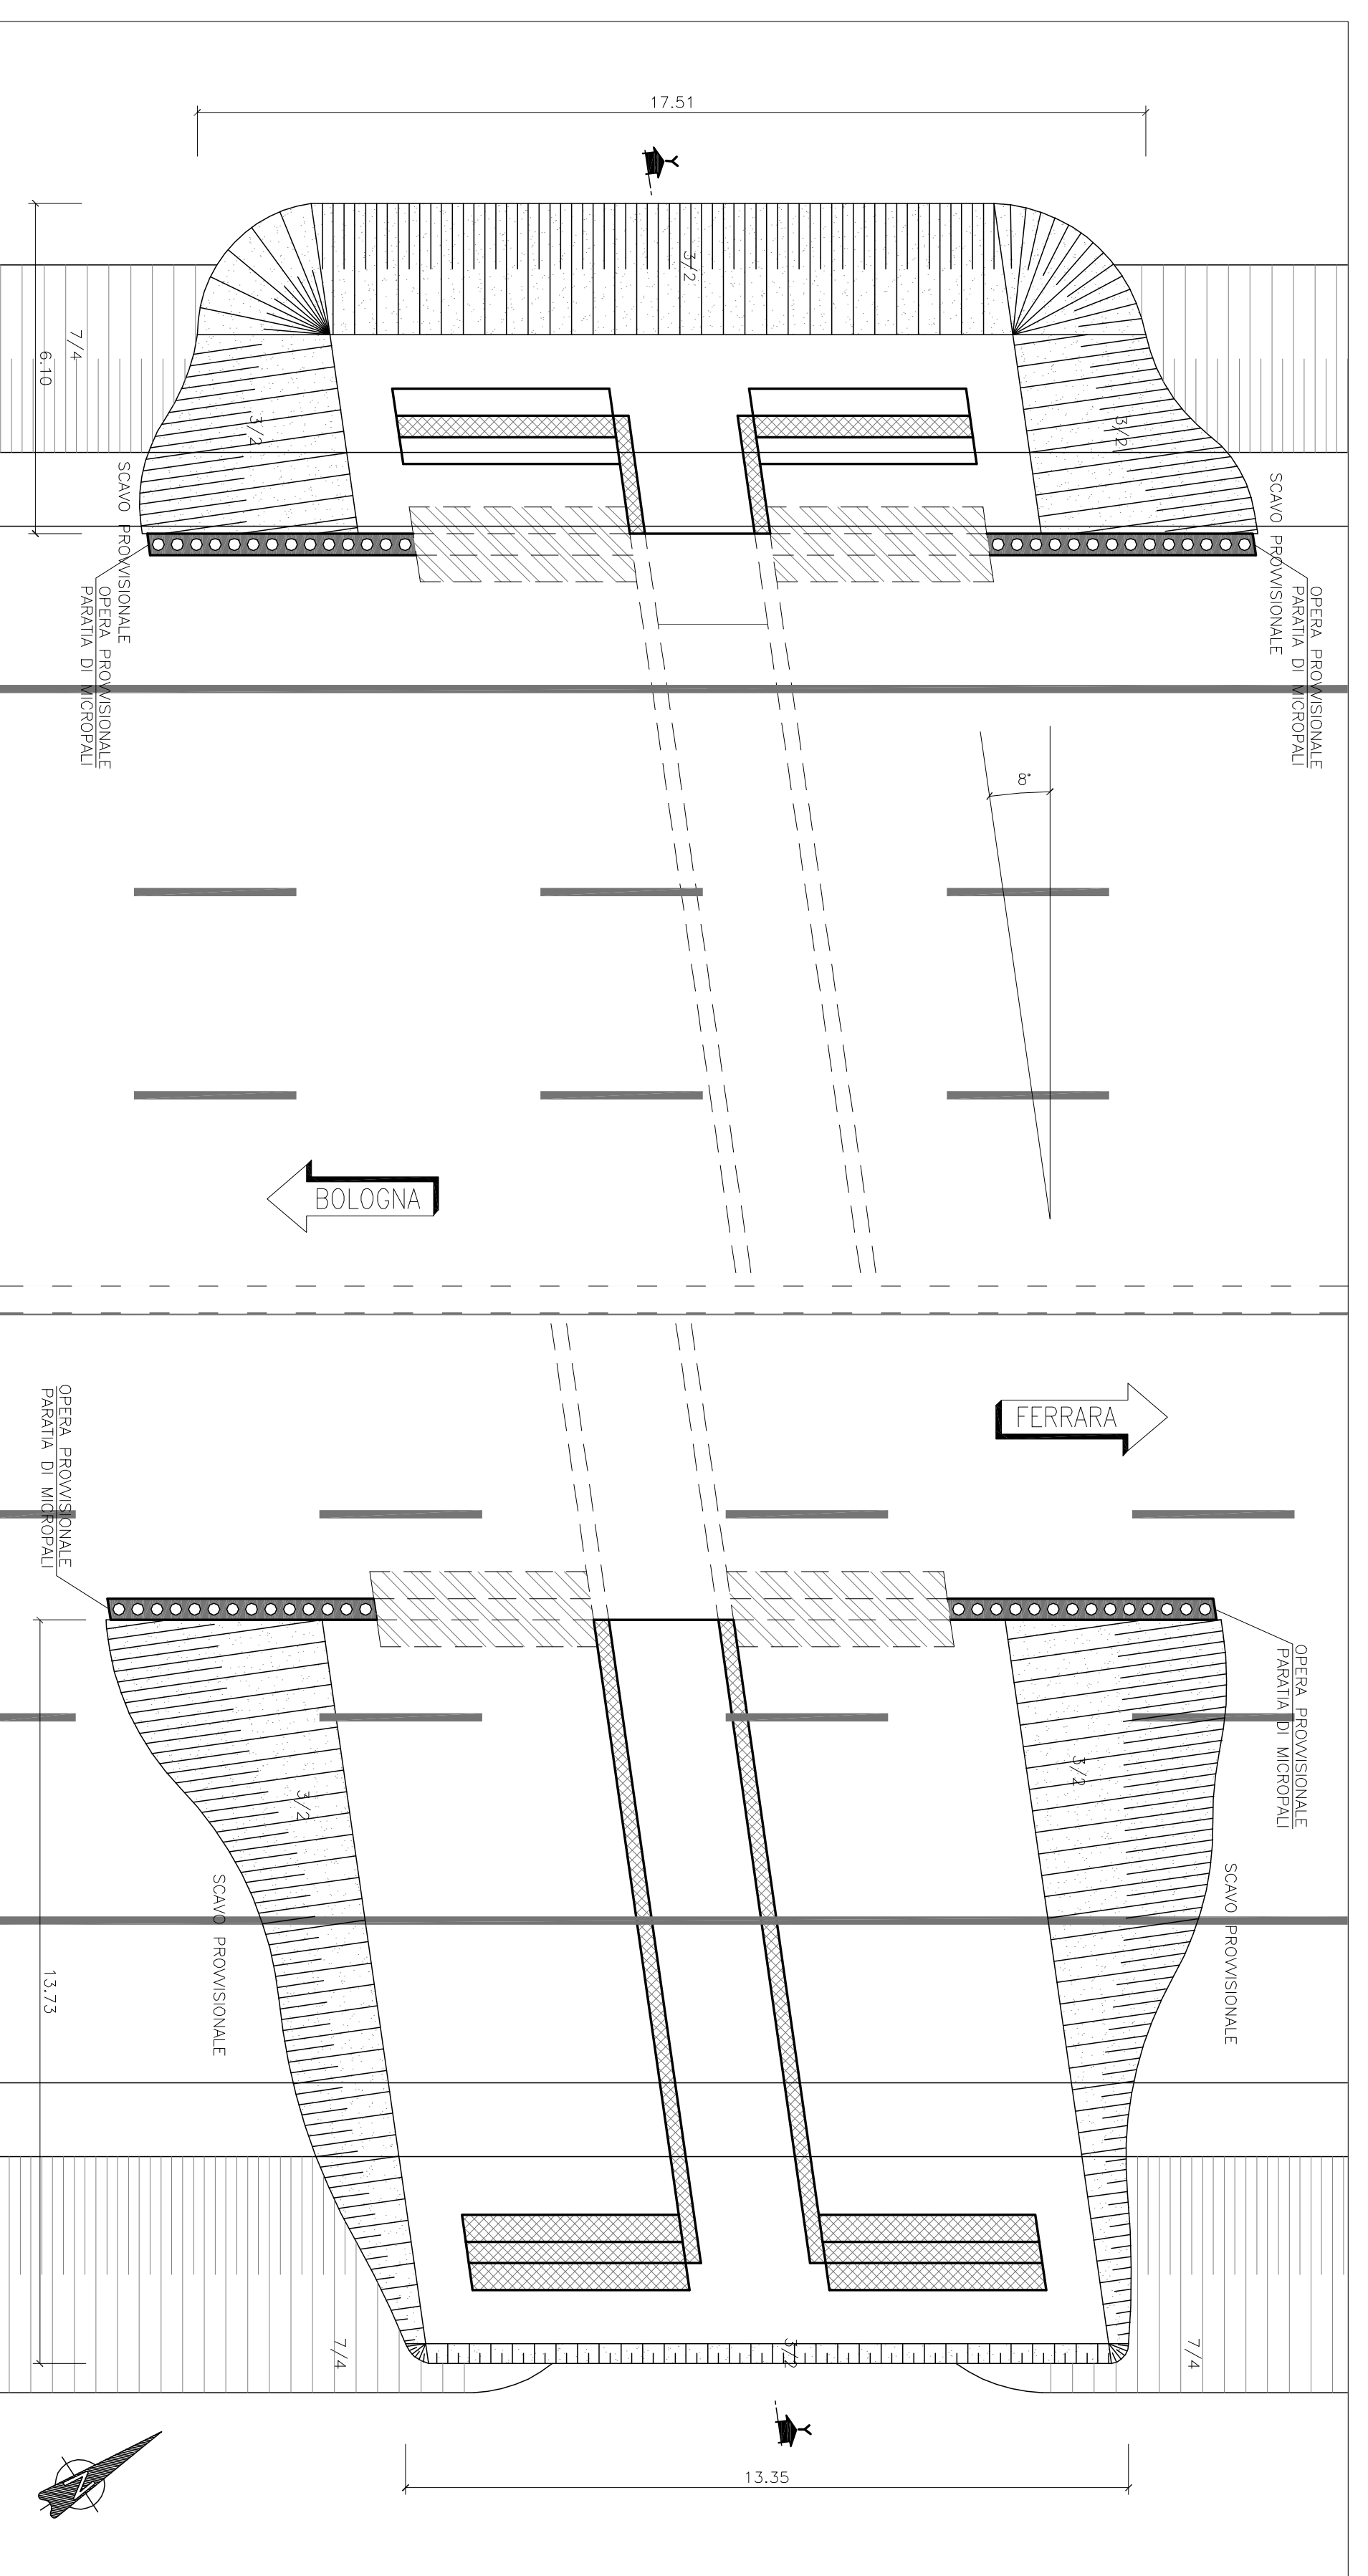 17.51
Y
3/2
7/4
6.10
3/2
3/2
SCAVO PROVVISIONALE
SCAVO PROVVISIONALE
OPERA PROVVISIONALE
PARATIA DI MICROPALI
OPERA PROVVISIONALE
PARATIA DI MICROPALI
8°
BOLOGNA
FERRARA
OPERA PROVVISIONALE
PARATIA DI MICROPALI
OPERA PROVVISIONALE
PARATIA DI MICROPALI
3/2
3/2
SCAVO PROVVISIONALE
SCAVO PROVVISIONALE
13.73
7/4
3/2
7/4
Y
N
13.35